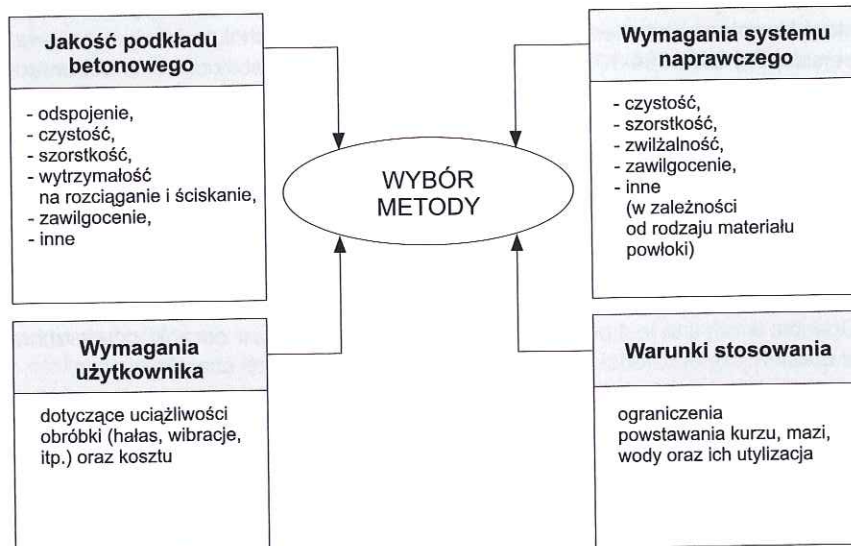 Jakość podkładu
betonowego
- odspojenie,
- czystość,
- szorstkość,
- wytrzymałość
na rozciąganie i ściskanie,
- zawilgocenie,
- inne
Wymagania systemu
naprawczego
- czystość,
- szorstkość,
- zwilżalność,
- zawilgocenie,
- inne
(w zależności
od rodzaju materiału
powłoki)
WYBÓR
METODY
Wymagania
użytkownika
dotyczące uciążliwości
obróbki (hałas, wibracje,
itp.) oraz kosztu
Warunki stosowania
ograniczenia
powstawania kurzu, mazi,
wody oraz ich utylizacja